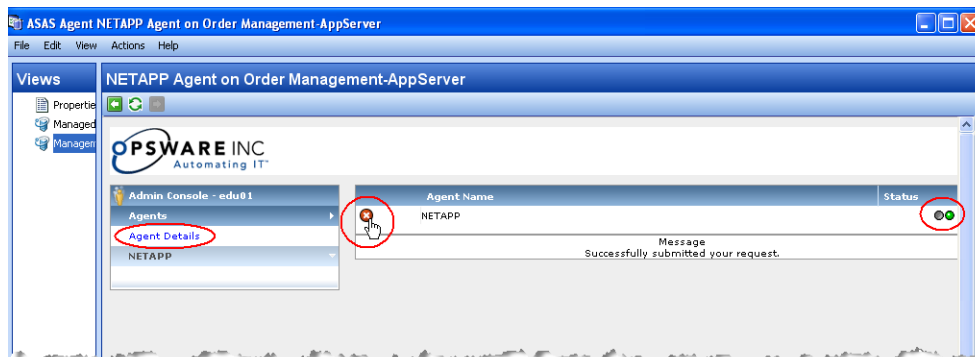 ASAS Agent NETAPP Agent on Order Management-AppServer
File Edit View Actions Help
Views
NETAPP Agent on Order Management-AppServer
Propertie
Managed
Managem
OPSWARE INC
Automating IT™
Admin Console - edu01
Agents
Agent Details
NETAPP
Agent Name Status
NETAPP
Message
Successfully submitted your request.